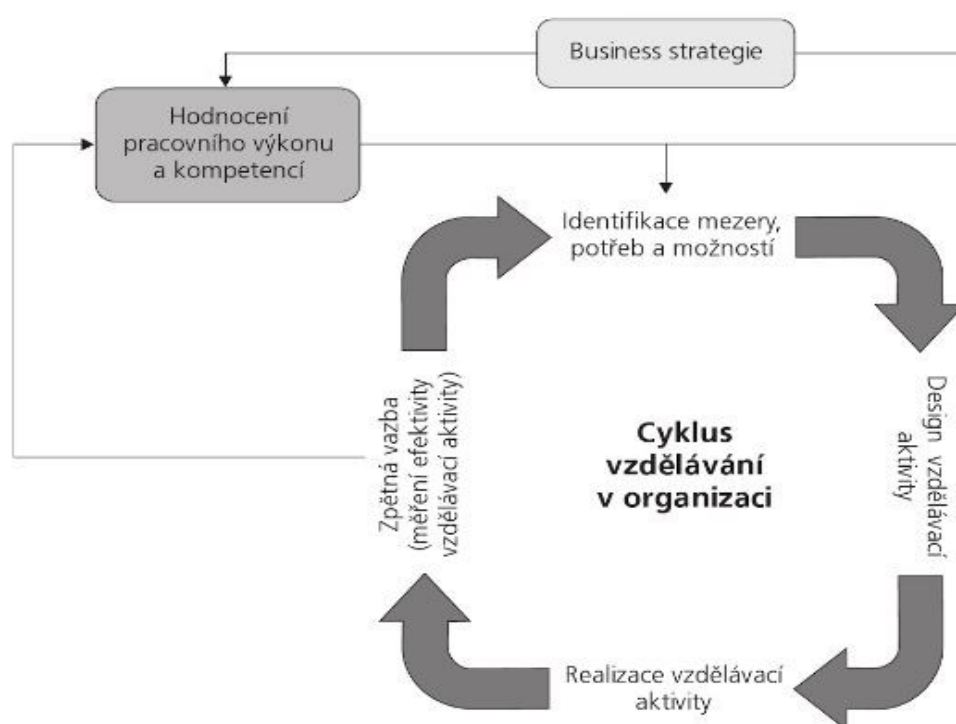 Business strategie
Hodnocení
pracovního výkonu
a kompetencí
Identifikace mezery,
potřeb a možností
Design vzdělávací
aktivity
Cyklus
vzdělávání
v organizaci
Zpětná vazba
(měření efektivity
vzdělávací aktivity)
Realizace vzdělávací
aktivity